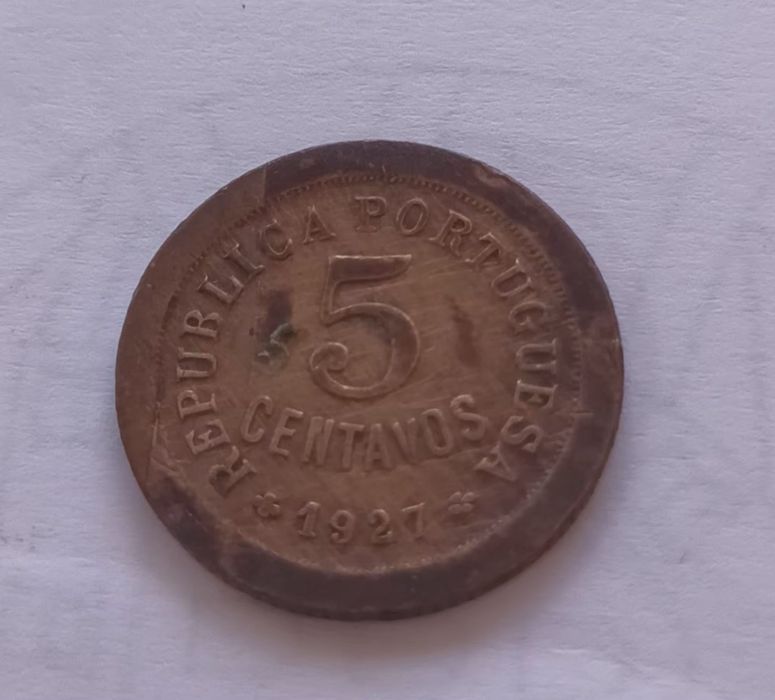 REPUBLICA PORTUGUESA
5
CENTAVOS
1927